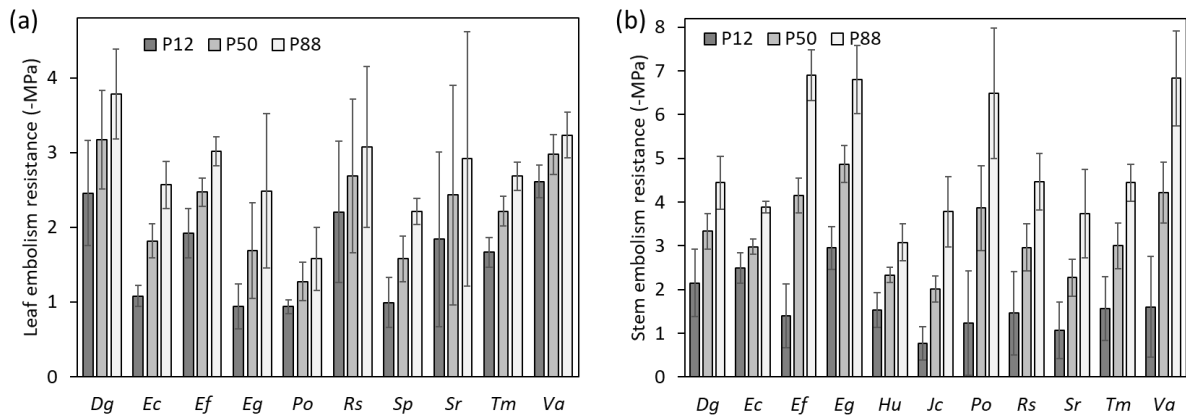 (a)
P12 P50 P88
Leaf embolism resistance (-MPa)
4
3
2
1
0
Dg Ec Ef Eg Po Rs Sp Sr Tm Va
(b)
P12 P50 P88
Stem embolism resistance (-MPa)
8
7
6
5
4
3
2
1
0
Dg Ec Ef Eg Hu Jc Po Rs Sr Tm Va